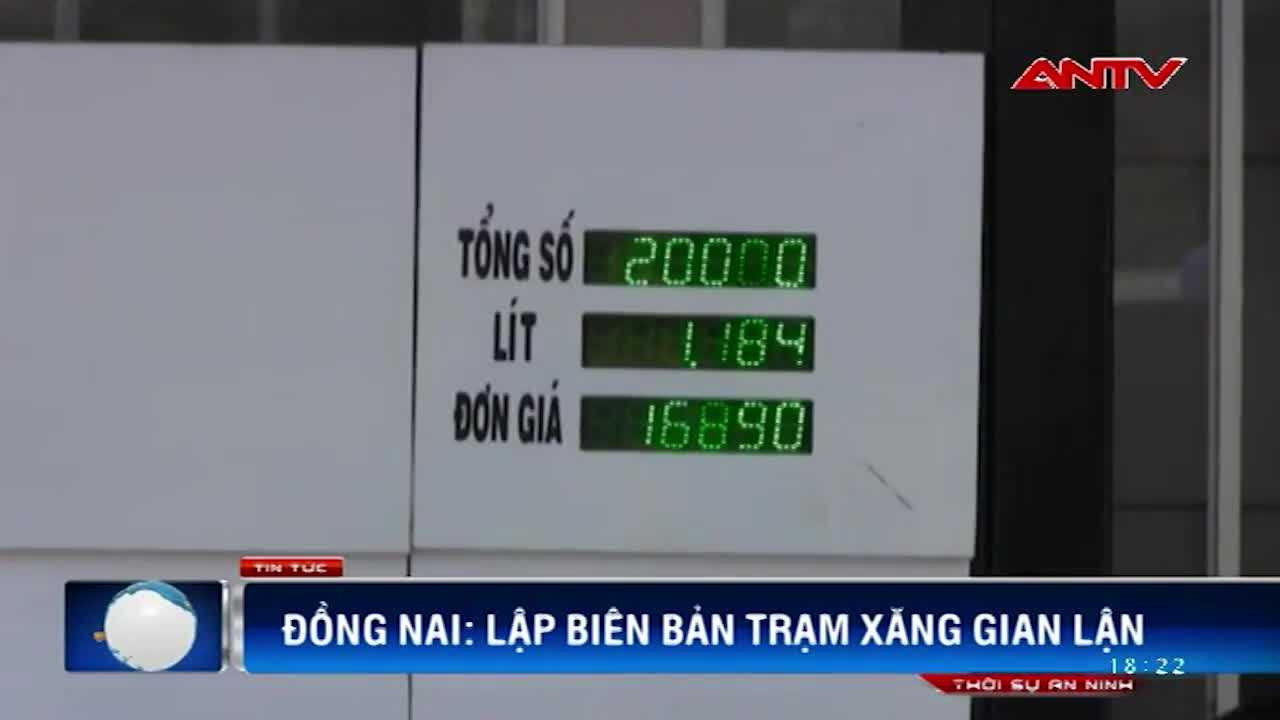 ANTV
TỔNG SỐ 20000
LÍT 1.184
ĐƠN GIÁ 16890
TIN TỨC
ĐỒNG NAI: LẬP BIÊN BẢN TRẠM XĂNG GIAN LẬN
18:22
THỜI SỰ AN NINH